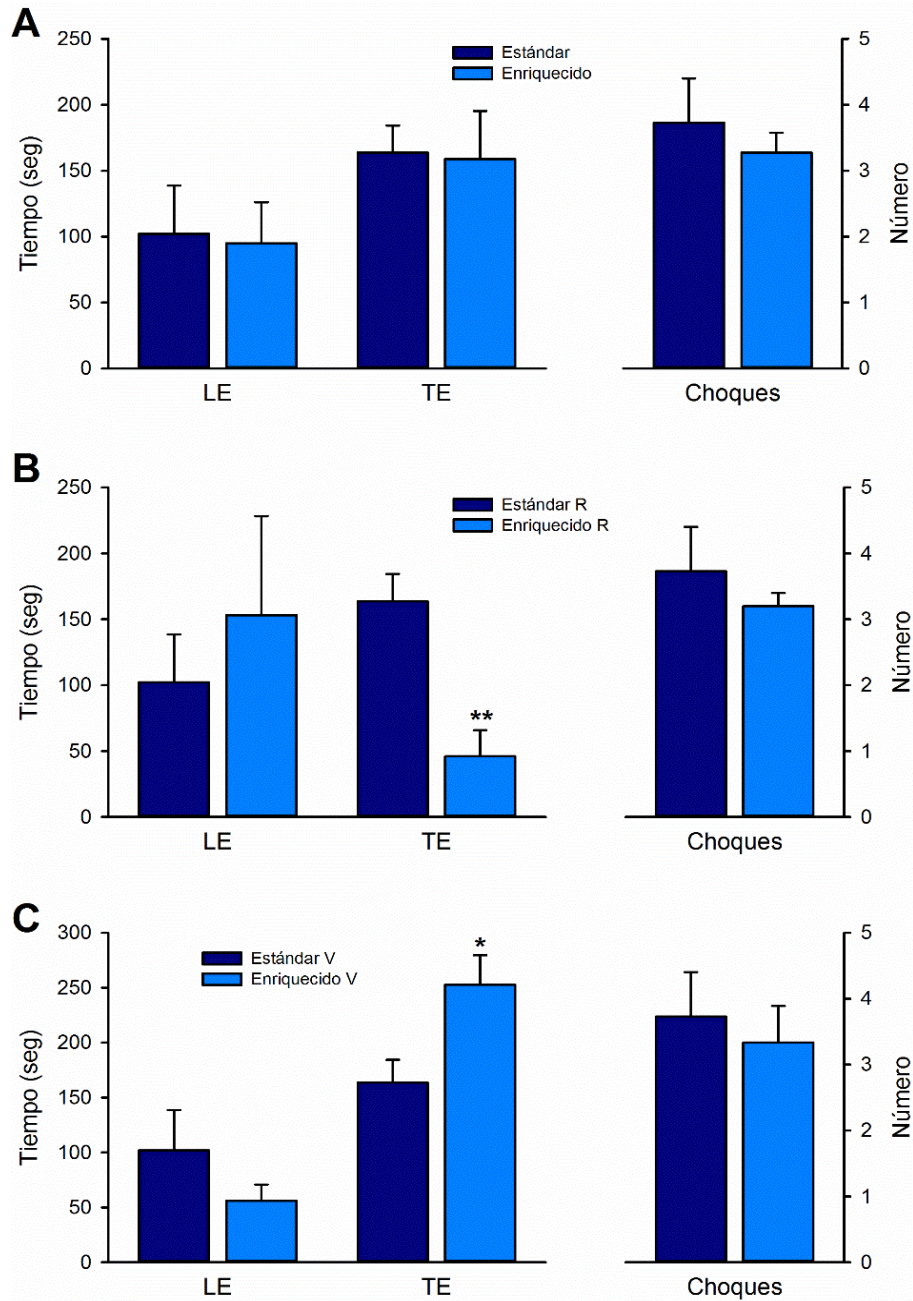 A
250
200
150
100
50
0
Tiempo (seg)
Estándar
Enriquecido
5
4
3
2
1
0
Número
LE TE Choques
B
250
200
150
100
50
0
Tiempo (seg)
Estándar R
Enriquecido R
**
5
4
3
2
1
0
Número
LE TE Choques
C
300
250
200
150
100
50
0
Tiempo (seg)
Estándar V
Enriquecido V
*
5
4
3
2
1
0
Número
LE TE Choques